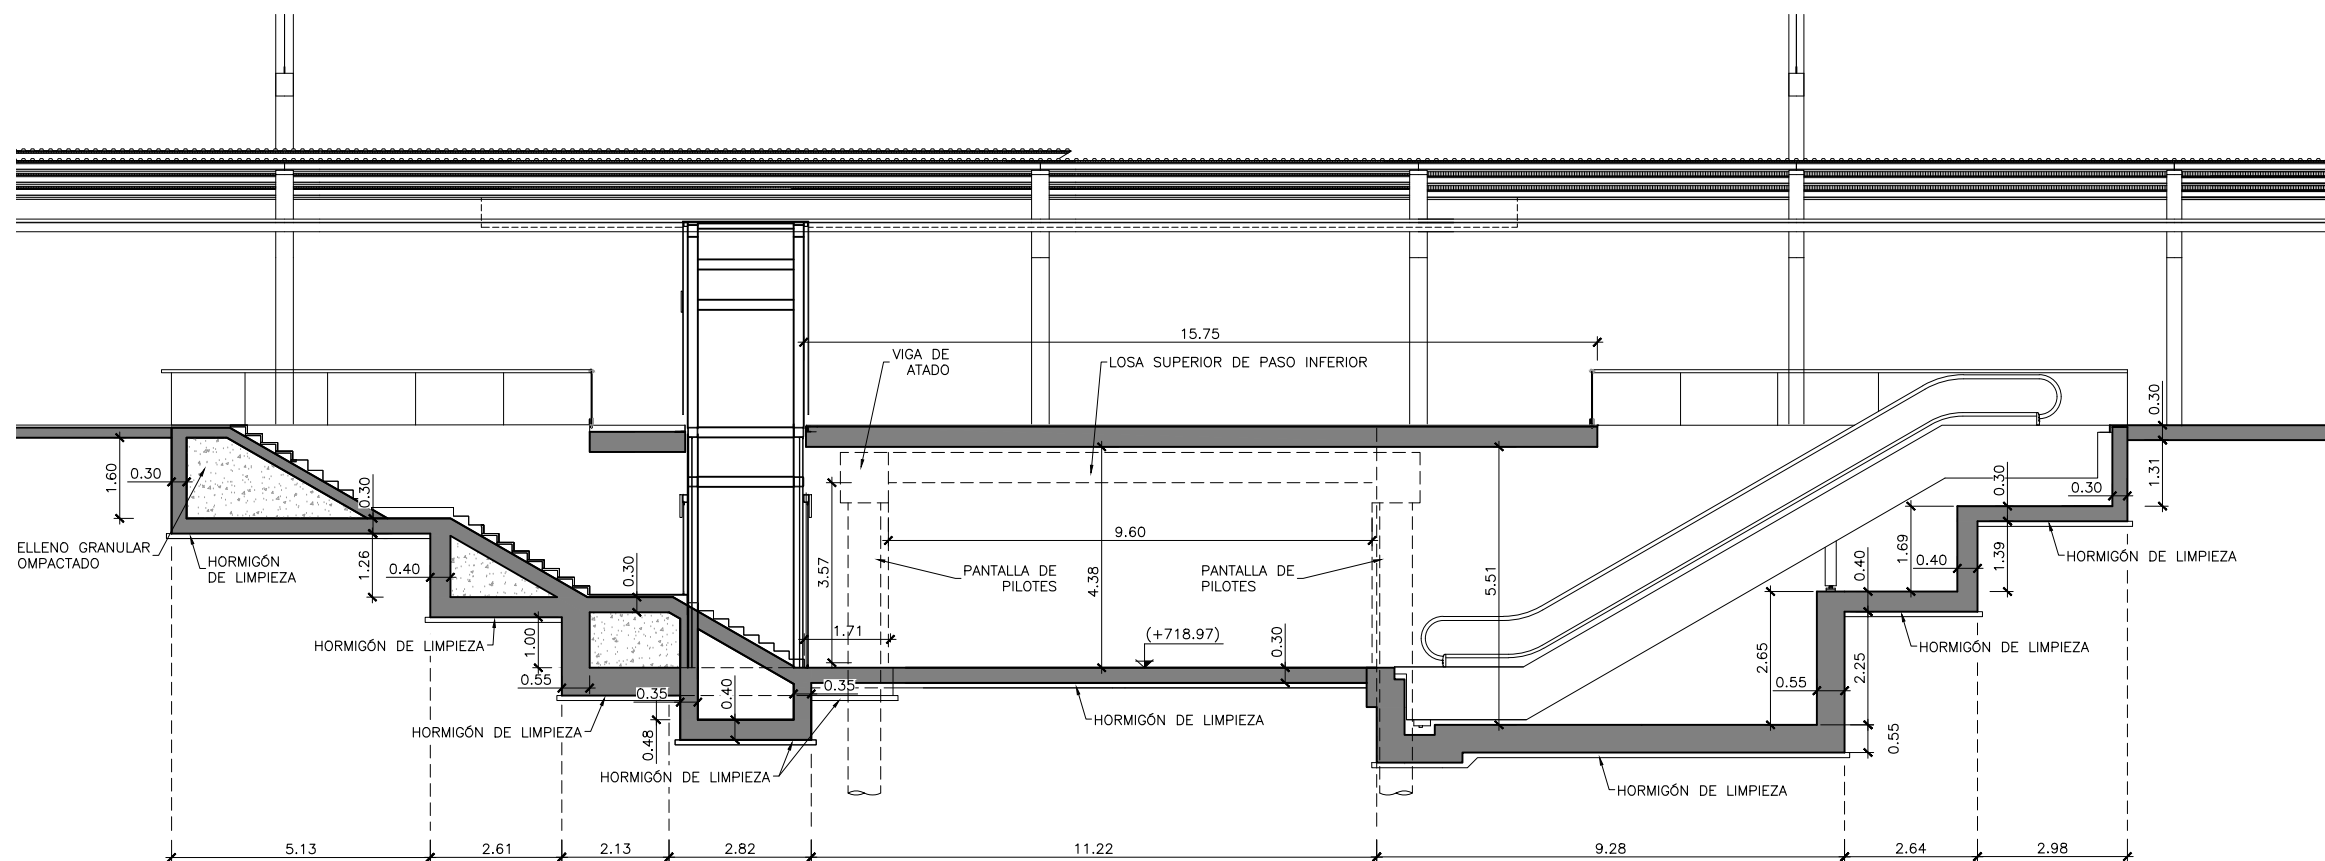 15.75
VIGA DE
ATADO
LOSA SUPERIOR DE PASO INFERIOR
0.30
1.60
0.30
0.30
1.31
0.30
0.30
9.60
ELLENO GRANULAR
OMPACTADO
HORMIGÓN
DE LIMPIEZA
1.26
0.40
0.30
3.57
PANTALLA DE
PILOTES
4.38
PANTALLA DE
PILOTES
5.51
1.69
0.40
0.40
1.39
HORMIGÓN DE LIMPIEZA
HORMIGÓN DE LIMPIEZA
1.00
1.71
(+718.97)
0.30
2.65
2.25
HORMIGÓN DE LIMPIEZA
0.55
0.35
0.40
0.35
0.55
HORMIGÓN DE LIMPIEZA
HORMIGÓN DE LIMPIEZA
0.48
0.55
HORMIGÓN DE LIMPIEZA
HORMIGÓN DE LIMPIEZA
5.13
2.61
2.13
2.82
11.22
9.28
2.64
2.98